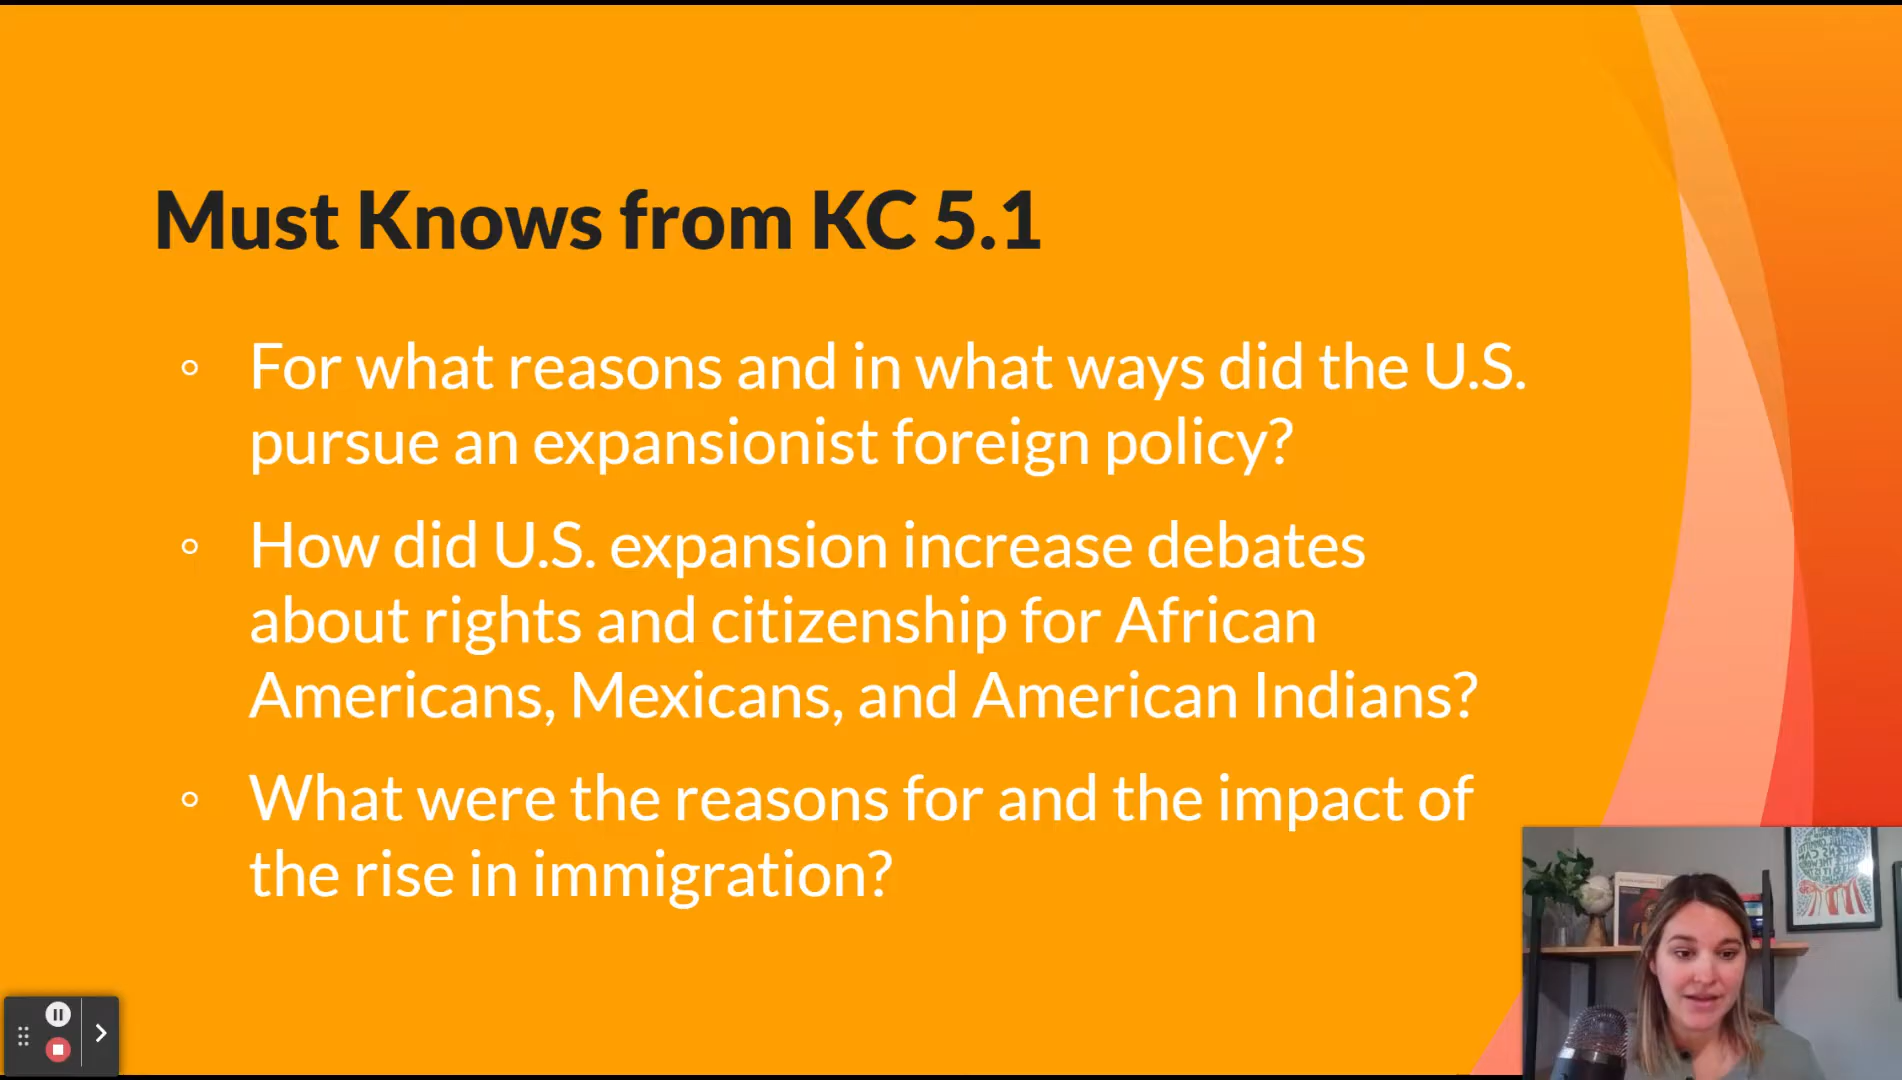 Must Knows from KC 5.1
For what reasons and in what ways did the U.S.
pursue an expansionist foreign policy?
How did U.S. expansion increase debates
about rights and citizenship for African
Americans, Mexicans, and American Indians?
What were the reasons for and the impact of
the rise in immigration?